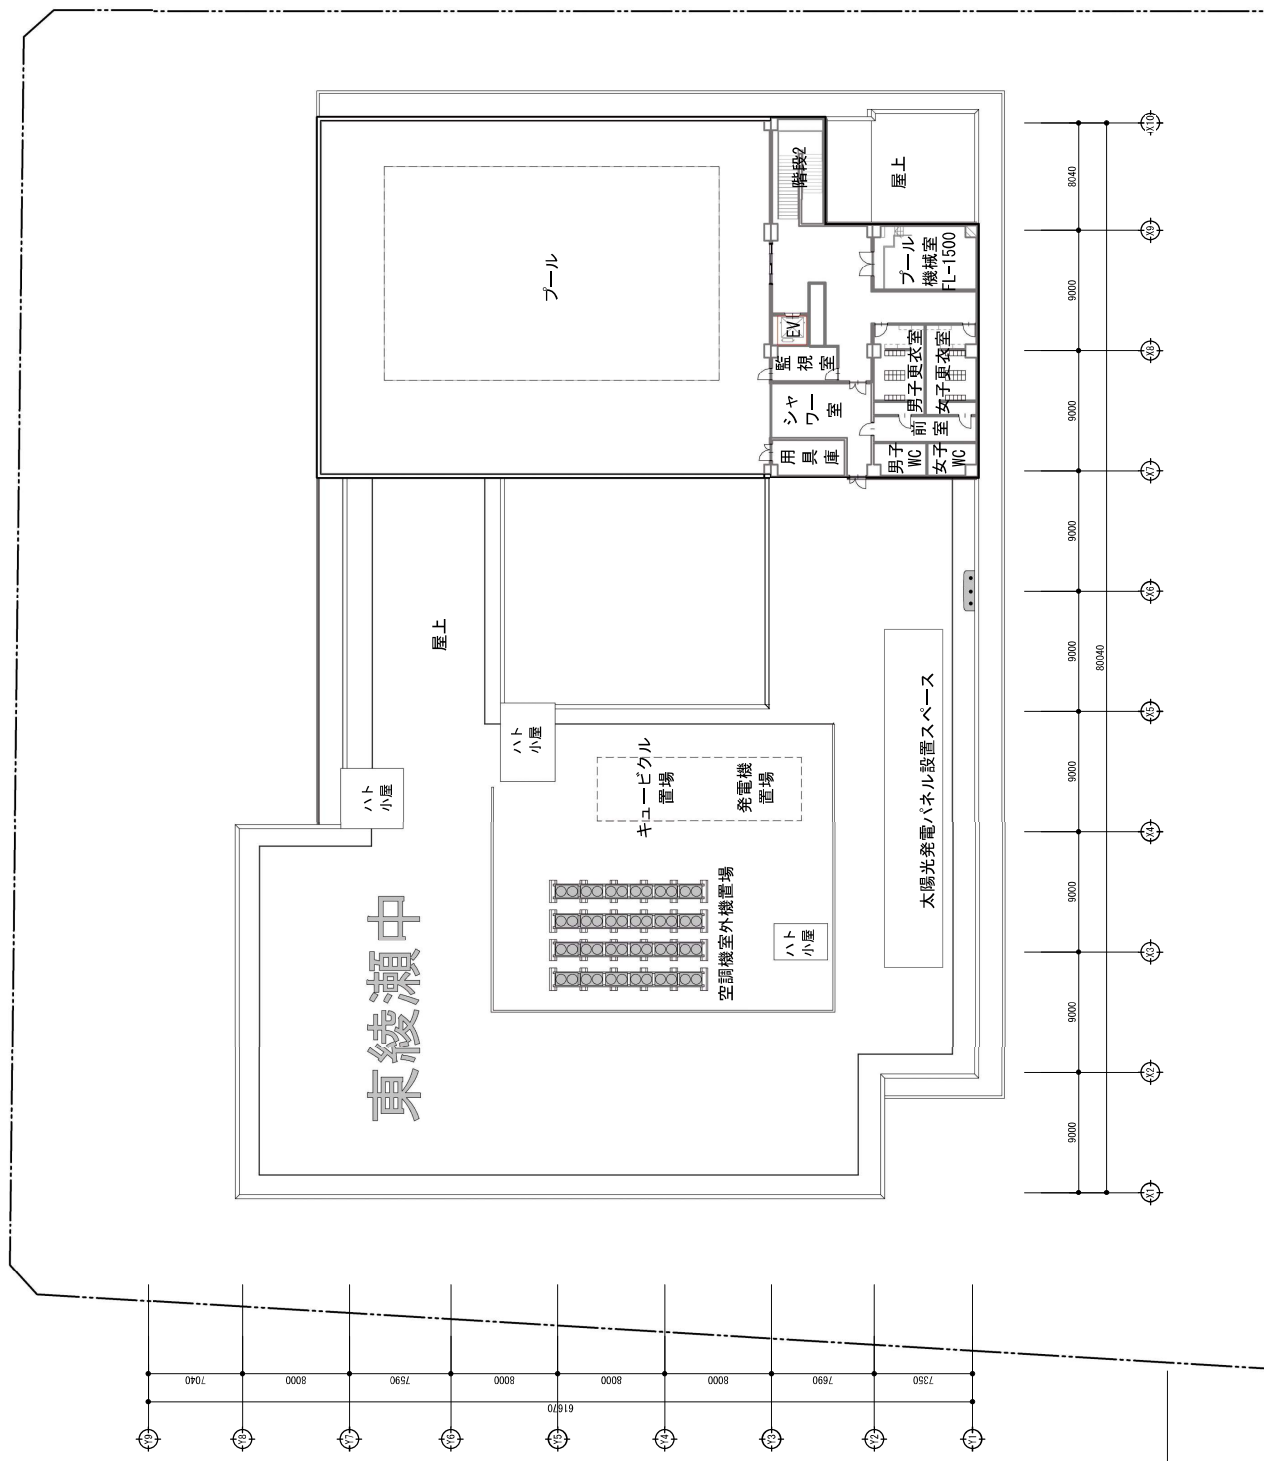 階段2
屋上
プール
プール
機械室
FL-1500
EV
監視室
男子更衣室
女子更衣室
シャワー室
前室
用具庫
男子WC
女子WC
屋上
ハト小屋
ハト小屋
キュービクル置場
発電機置場
太陽光発電パネル設置スペース
空調機室外機置場
ハト小屋
東綾瀬中
X10
8040
X9
9000
X8
9000
X7
9000
X6
9000
80040
X5
9000
X4
9000
X3
9000
X2
9000
X1
7040
8000
7590
8000
8000
8000
7690
7350
61670
Y9
Y8
Y7
Y6
Y5
Y4
Y3
Y2
Y1